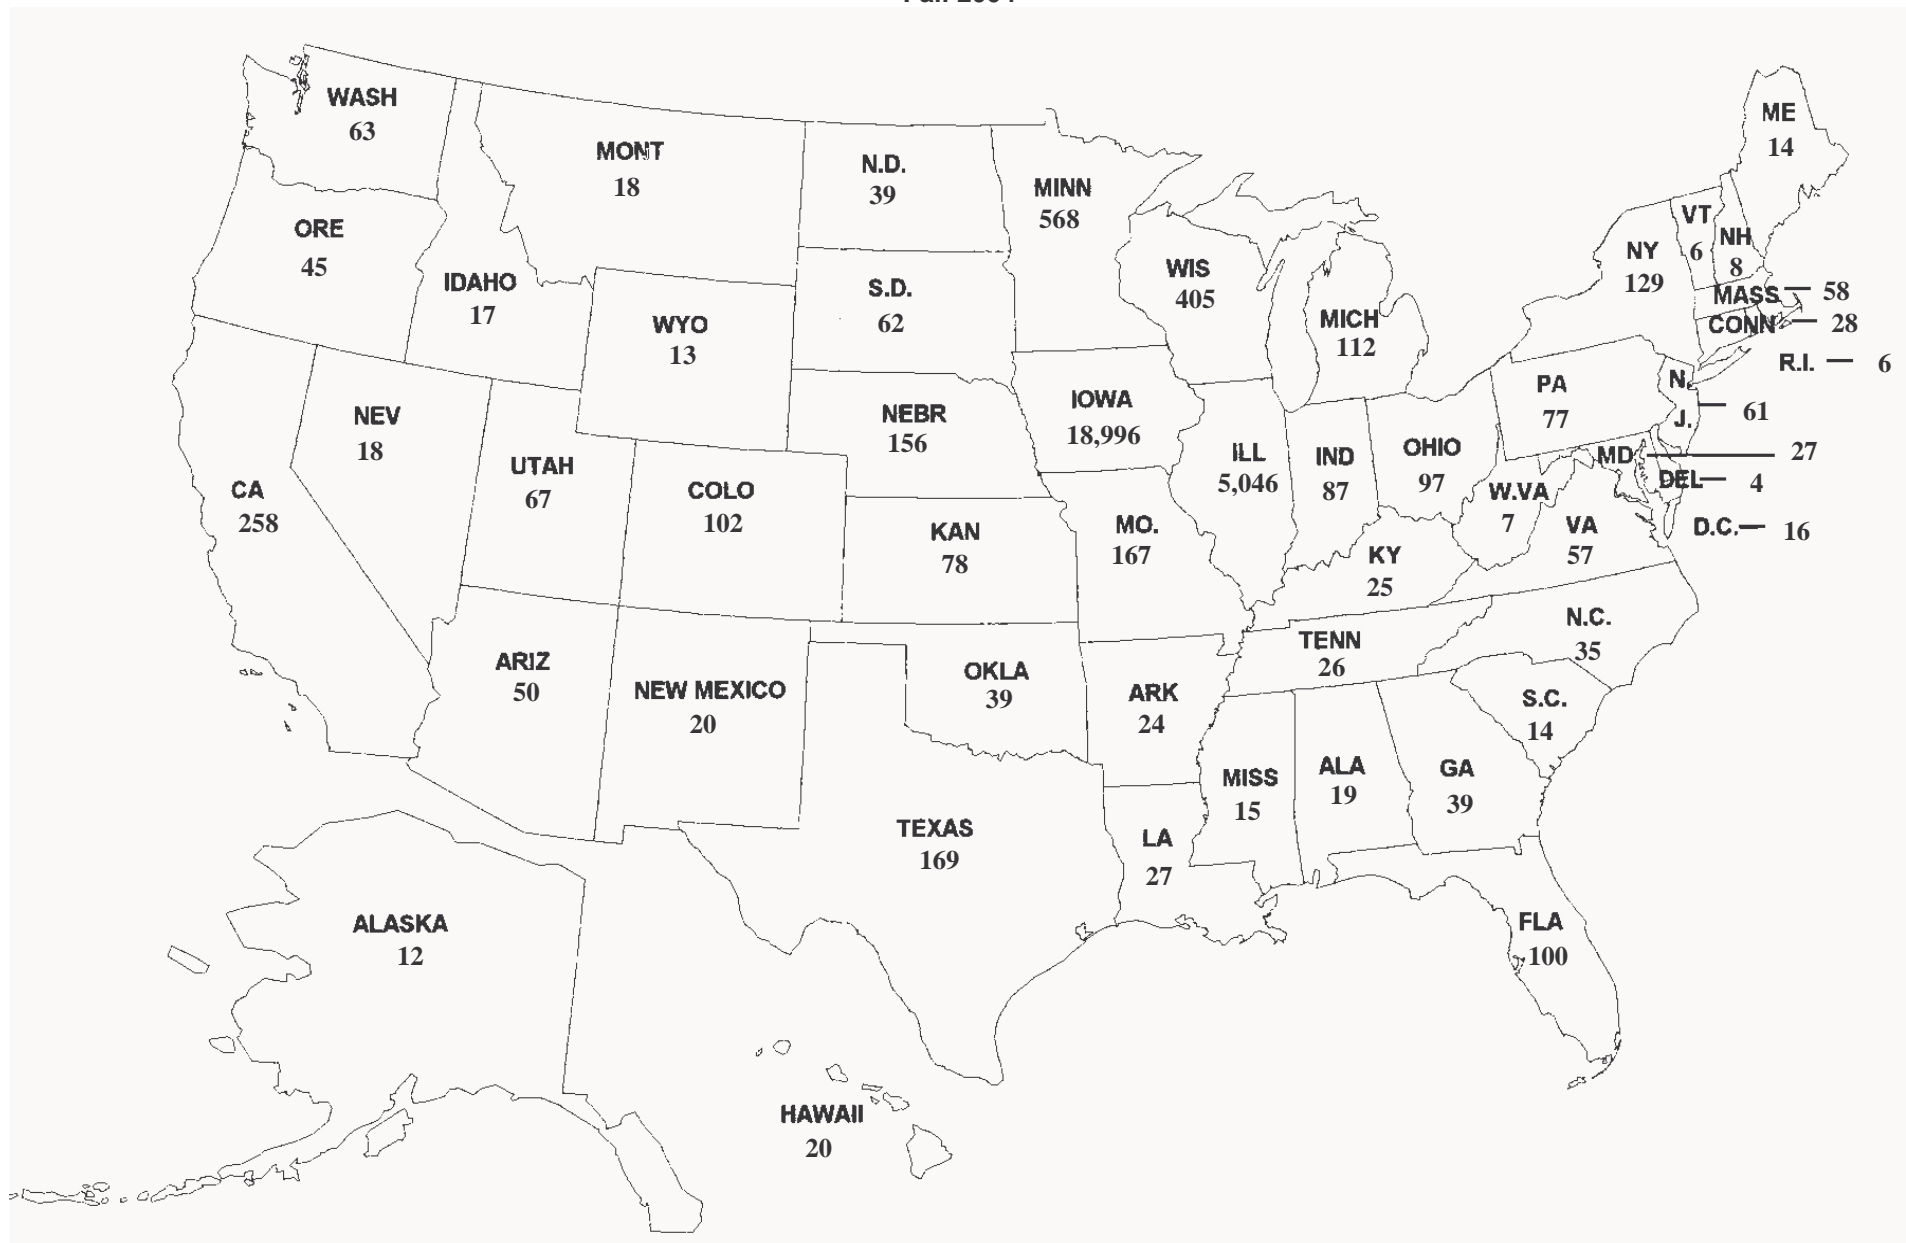 WASH
63
MONT
18
N.D.
39
MINN
568
ME
14
ORE
45
IDAHO
17
WYO
13
S.D.
62
WIS
405
MICH
112
NY
129
VT
6
NH
8
MASS — 58
CONN — 28
R.I. — 6
NEV
18
UTAH
67
COLO
102
NEBR
156
IOWA
18,996
ILL
5,046
IND
87
OHIO
97
PA
77
N.
J. — 61
MD — 27
DEL — 4
D.C. — 16
CA
258
KAN
78
MO.
167
KY
25
W.VA
7
VA
57
ARIZ
50
NEW MEXICO
20
OKLA
39
ARK
24
TENN
26
N.C.
35
S.C.
14
TEXAS
169
LA
27
MISS
15
ALA
19
GA
39
FLA
100
ALASKA
12
HAWAII
20